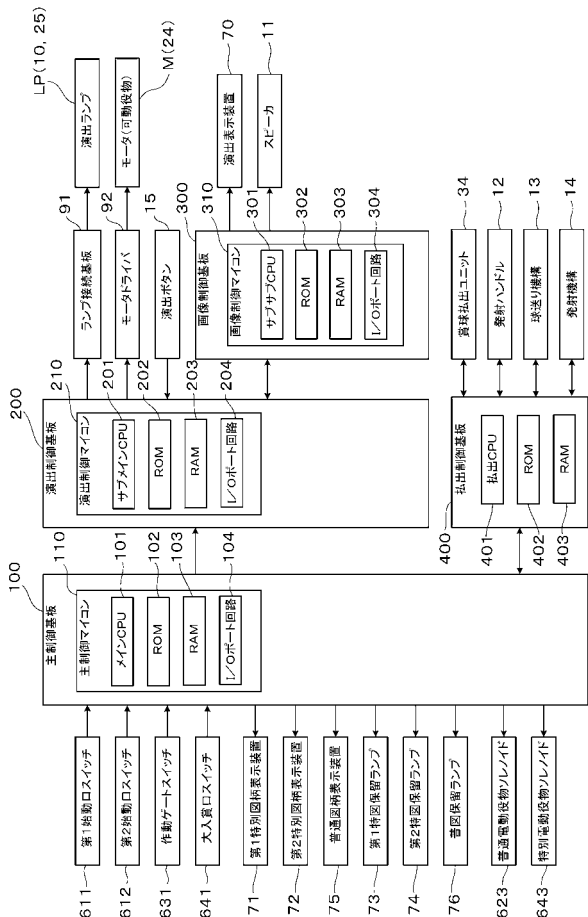 611
第1始動口スイッチ
612
第2始動口スイッチ
631
作動ゲートスイッチ
641
大入賞口スイッチ
71
第1特別図柄表示装置
72
第2特別図柄表示装置
75
普通図柄表示装置
73
第1特図保留ランプ
74
第2特図保留ランプ
76
普図保留ランプ
623
普通電動役物ソレノイド
643
特別電動役物ソレノイド
100
主制御基板
110
主制御マイコン
101
メインCPU
102
ROM
103
RAM
104
I/Oポート回路
200
演出制御基板
210
演出制御マイコン
201
サブメインCPU
202
ROM
203
RAM
204
I/Oポート回路
91
ランプ接続基板
92
モータドライバ
15
演出ボタン
LP(10, 25)
演出ランプ
M(24)
モータ(可動役物)
300
画像制御基板
310
画像制御マイコン
301
サブサブCPU
302
ROM
303
RAM
304
I/Oポート回路
70
演出表示装置
11
スピーカ
400
払出制御基板
401
払出CPU
402
ROM
403
RAM
34
賞球払出ユニット
12
発射ハンドル
13
球送り機構
14
発射機構